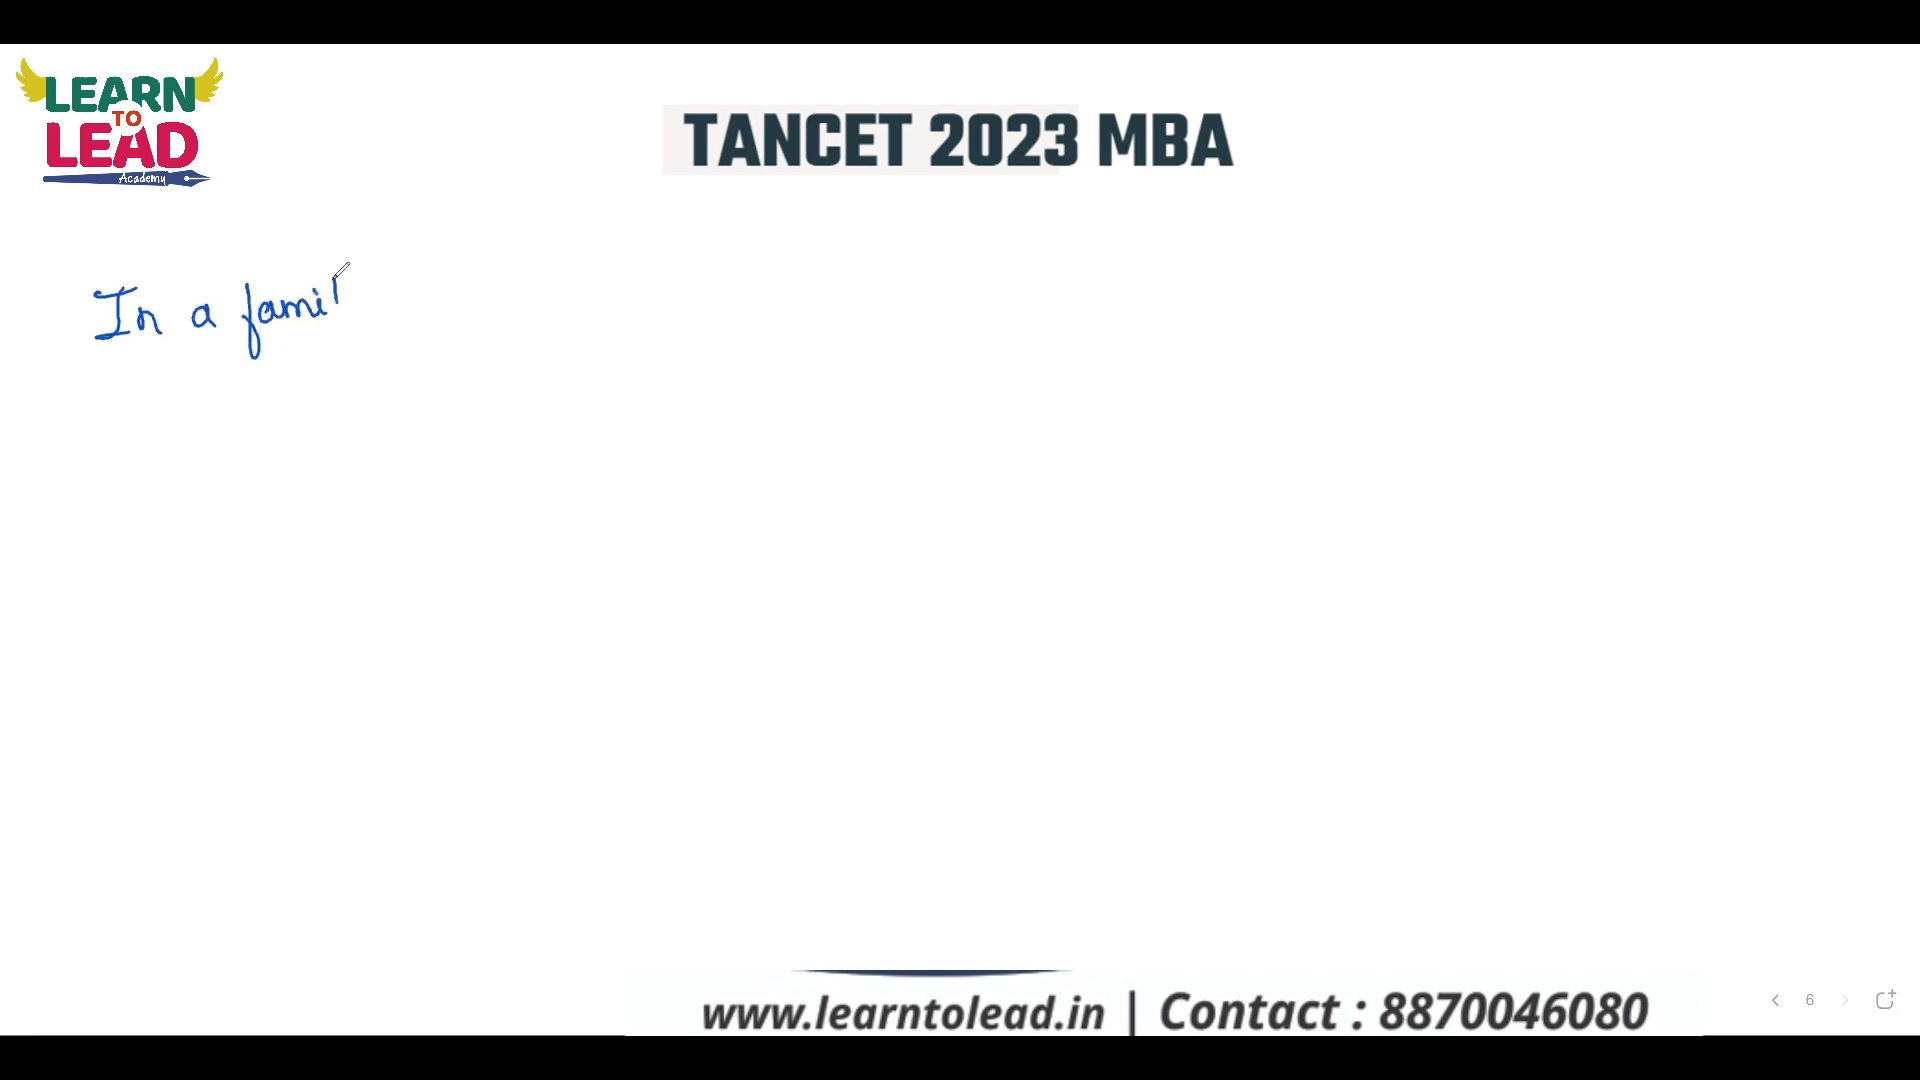 LEARN
TO
LEAD
Academy
TANCET 2023 MBA
In a famil
www.learntolead.in | Contact : 8870046080
6